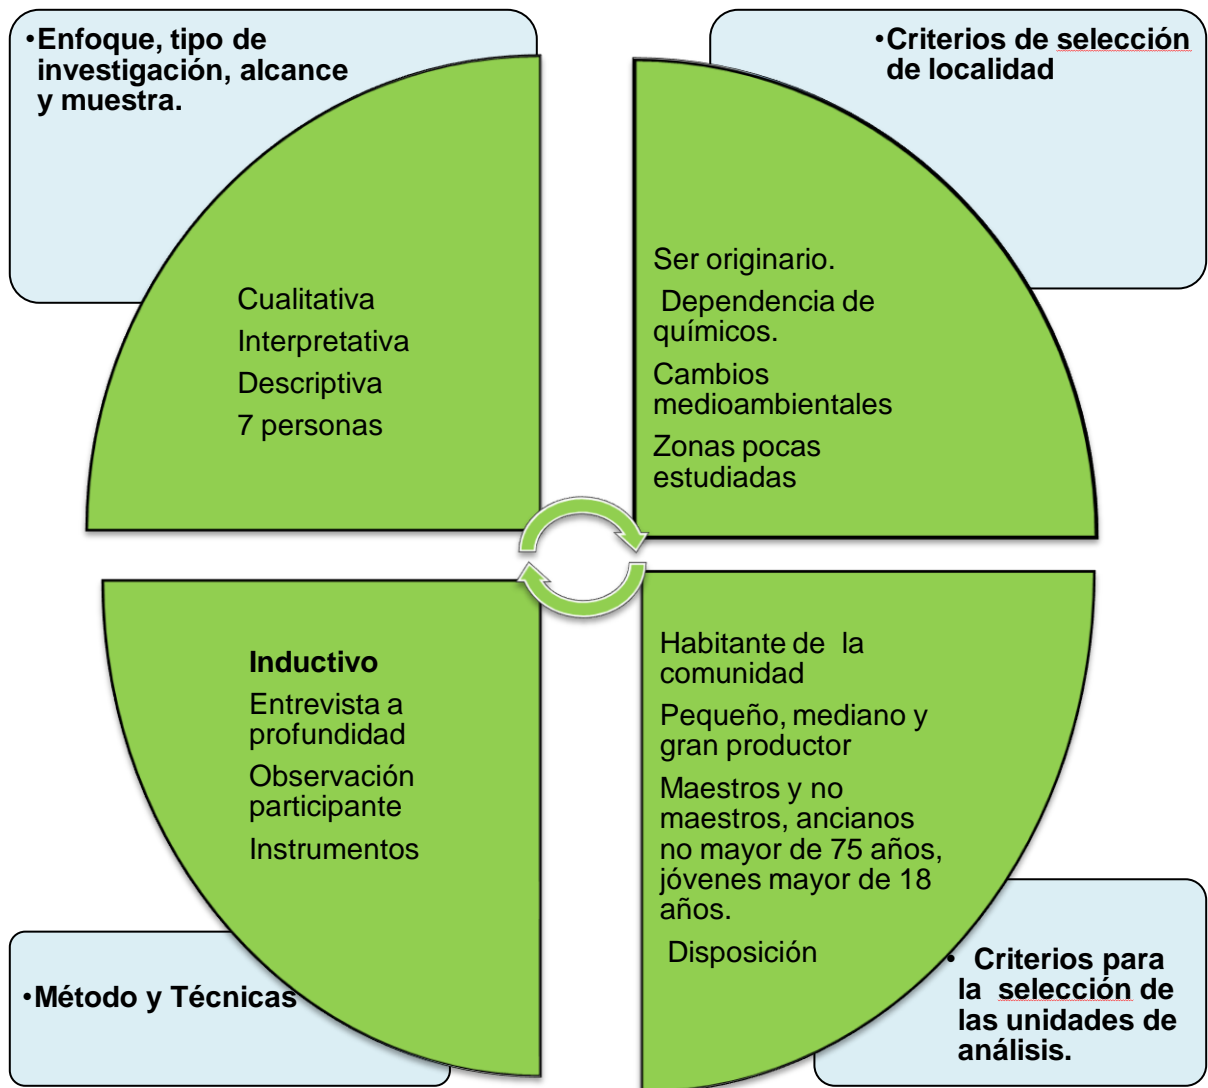 •Enfoque, tipo de
investigación, alcance
y muestra.
Cualitativa
Interpretativa
Descriptiva
7 personas
•Criterios de selección
de localidad
Ser originario.
Dependencia de
químicos.
Cambios
medioambientales
Zonas pocas
estudiadas
Inductivo
Entrevista a
profundidad
Observación
participante
Instrumentos
•Método y Técnicas
Habitante de la
comunidad
Pequeño, mediano y
gran productor
Maestros y no
maestros, ancianos
no mayor de 75 años,
jóvenes mayor de 18
años.
Disposición
• Criterios para
la selección de
las unidades de
análisis.